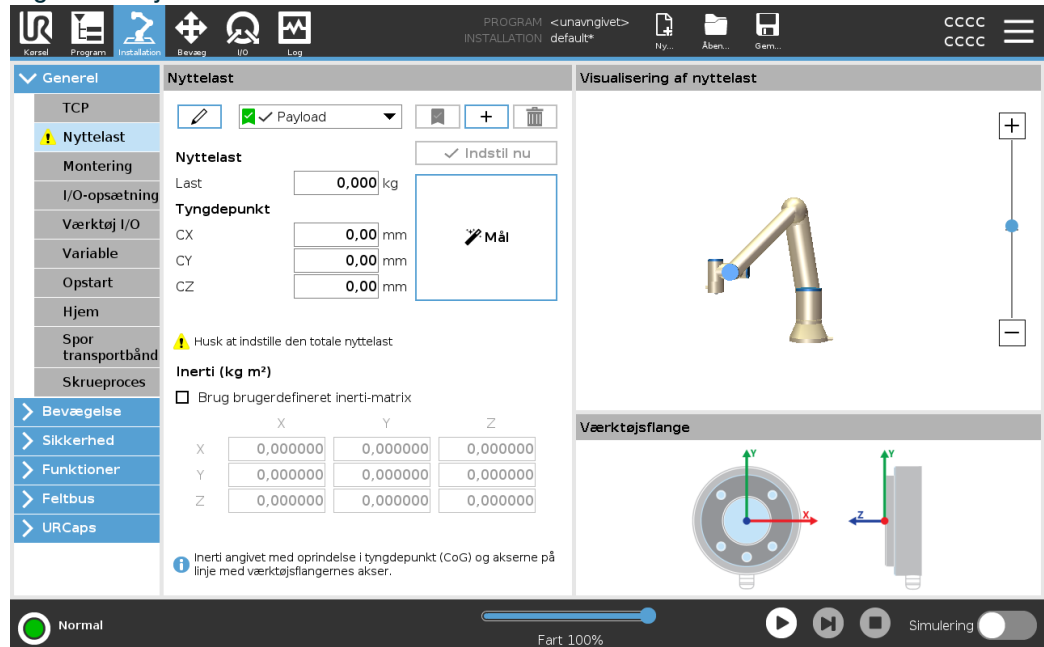 PROGRAM <unavngivet>
INSTALLATION default*
UR
Kørsel
Program
Installation
Bevæg
I/O
Log
Ny...
Åben...
Gem...
CCCC
CCCC
Generel
TCP
Nyttelast
Montering
I/O-opsætning
Værktøj I/O
Variable
Opstart
Hjem
Spor
transportbånd
Skrueproces
Bevægelse
Sikkerhed
Funktioner
Feltbus
URCaps
Nyttelast
Payload
Indstil nu
Nyttelast
Last 0,000 kg
Tyngdepunkt
CX 0,00 mm
CY 0,00 mm
CZ 0,00 mm
Mål
Husk at indstille den totale nyttelast
Inerti (kg m²)
Brug brugerdefineret inerti-matrix
X Y Z
X 0,000000 0,000000 0,000000
Y 0,000000 0,000000 0,000000
Z 0,000000 0,000000 0,000000
Inerti angivet med oprindelse i tyngdepunkt (CoG) og akserne på
linje med værktøjsflangernes akser.
Visualisering af nyttelast
Værktøjsflange
Y
X
Y
Z
Normal
Fart 100%
Simulering